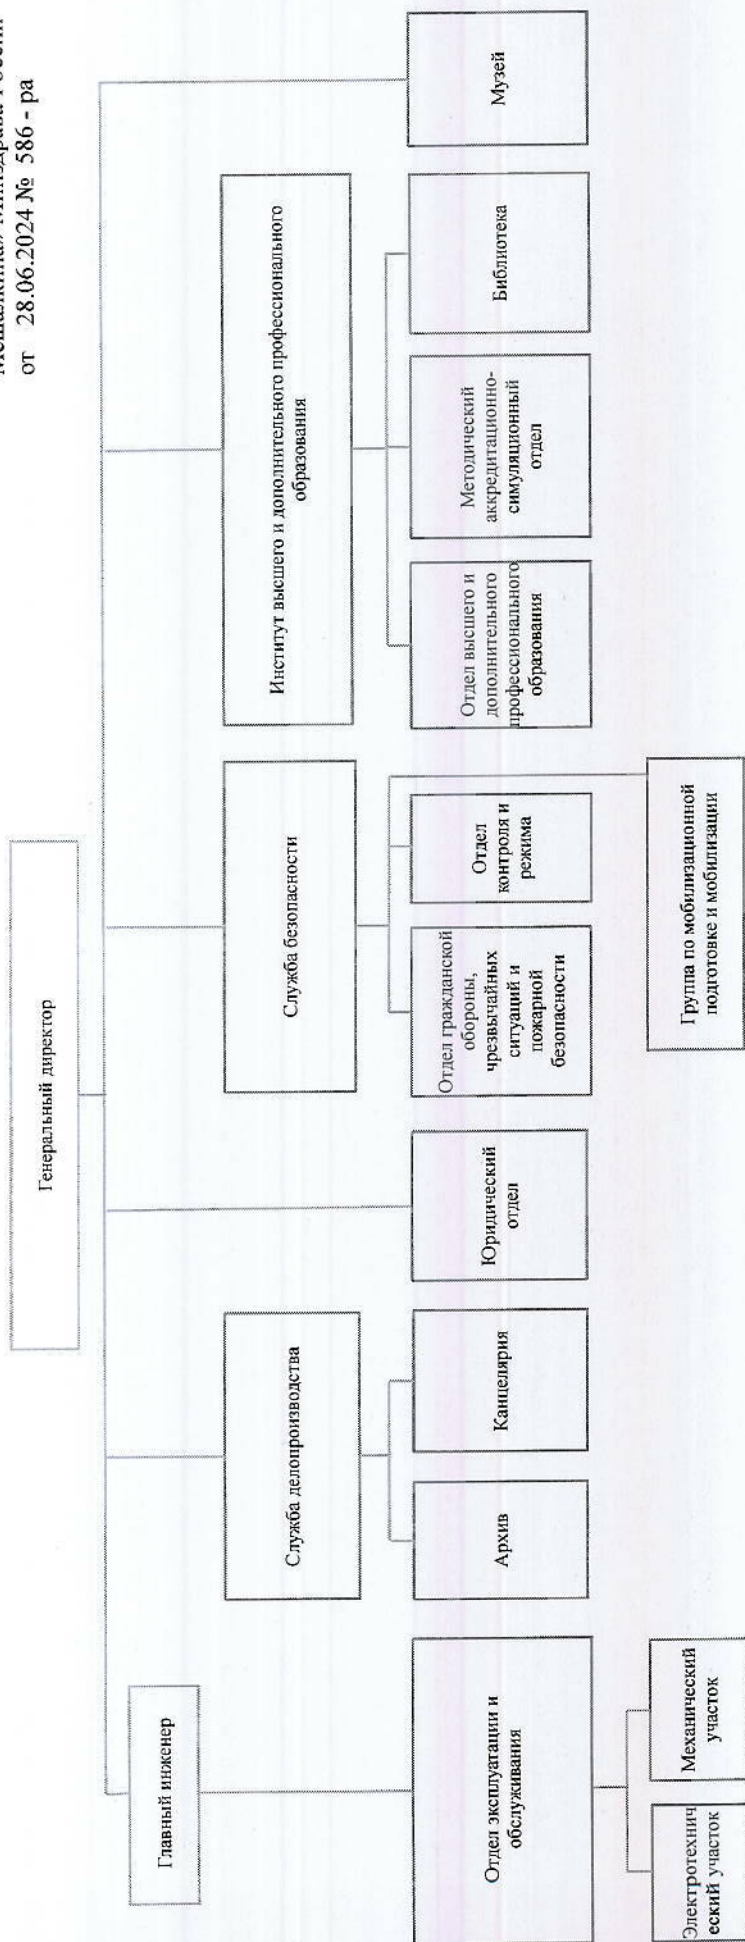 от 28.06.2024 № 586 - ра
Генеральный директор
Главный инженер
Служба делопроизводства
Служба безопасности
Институт высшего и дополнительного профессионального
образования
Отдел эксплуатации и
обслуживания
Архив
Канцелярия
Юридический
отдел
Отдел гражданской
обороны,
чрезвычайных
ситуаций и
пожарной
безопасности
Отдел
контроля и
режима
Отдел высшего и
дополнительного
профессионального
образования
Методический
аккредитационно-
симуляционный
отдел
Библиотека
Музей
Электротехнич
еский участок
Механический
участок
Группа по мобилизационной
подготовке и мобилизации